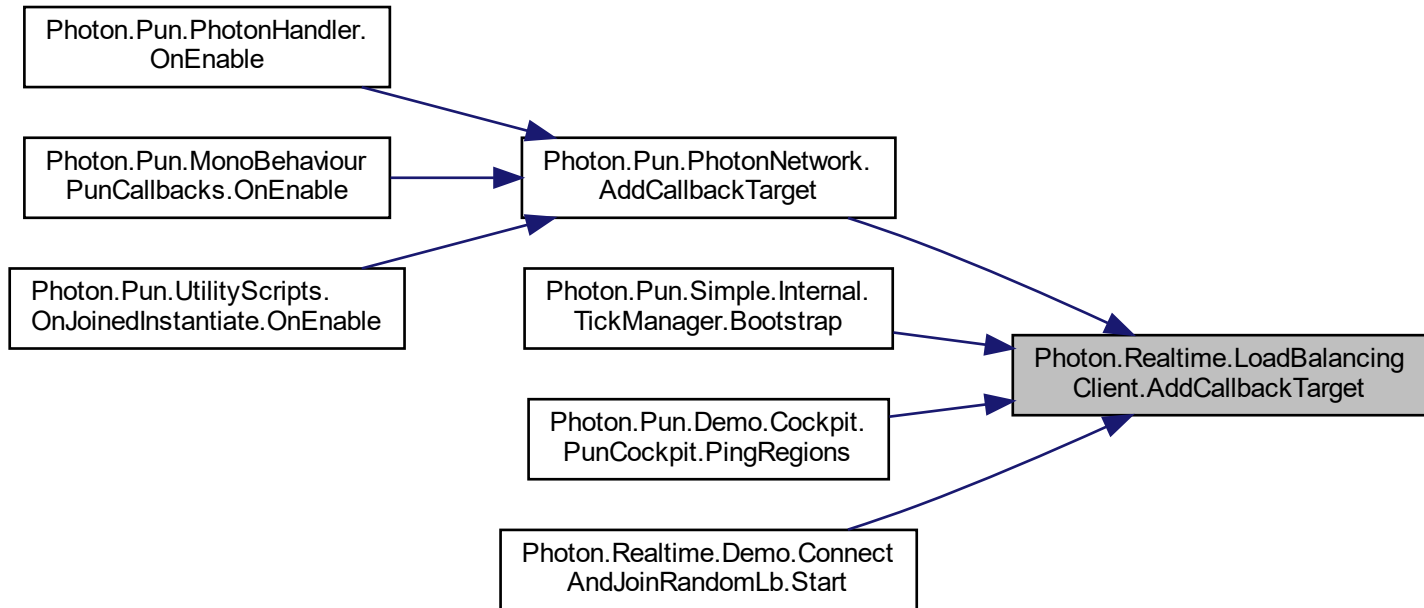 Photon.Pun.PhotonHandler.
OnEnable
Photon.Pun.MonoBehaviour
PunCallbacks.OnEnable
Photon.Pun.UtilityScripts.
OnJoinedInstantiate.OnEnable
Photon.Pun.PhotonNetwork.
AddCallbackTarget
Photon.Pun.Simple.Internal.
TickManager.Bootstrap
Photon.Pun.Demo.Cockpit.
PunCockpit.PingRegions
Photon.Realtime.Demo.Connect
AndJoinRandomLb.Start
Photon.Realtime.LoadBalancing
Client.AddCallbackTarget